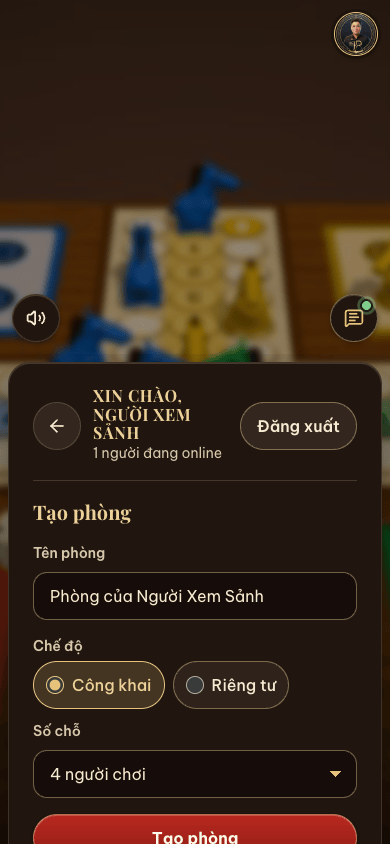 XIN CHÀO,
NGƯỜI XEM
SẢNH
1 người đang online
Đăng xuất
Tạo phòng
Tên phòng
Phòng của Người Xem Sảnh
Chế độ
Công khai
Riêng tư
Số chỗ
4 người chơi
Tạo phòng